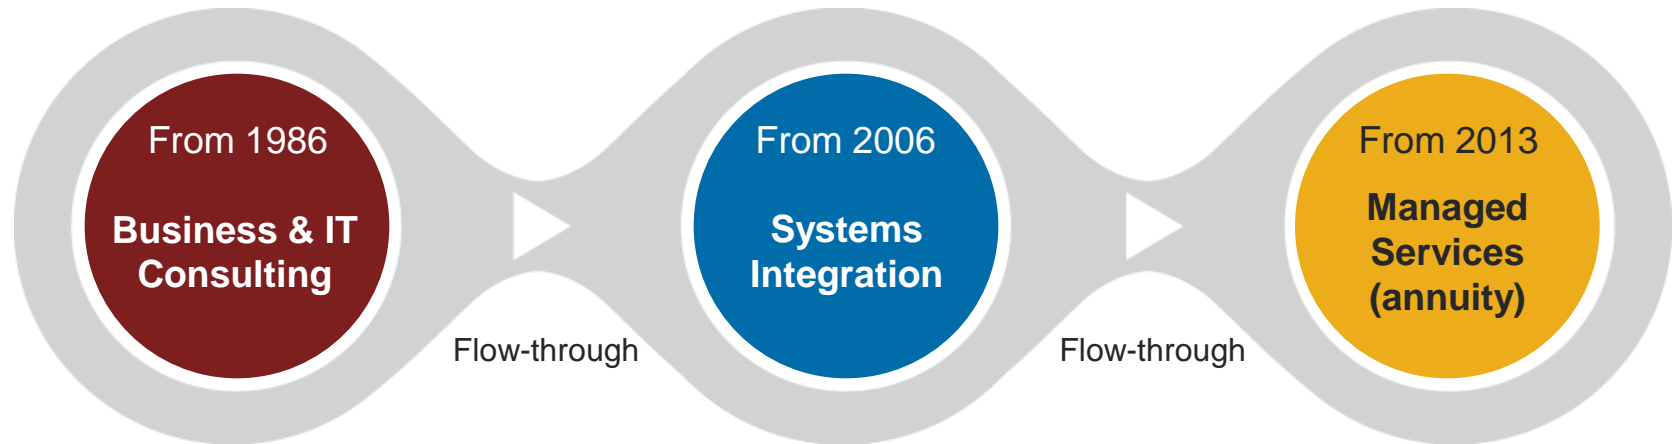 From 1986
Business & IT
Consulting
Flow-through
From 2006
Systems
Integration
Flow-through
From 2013
Managed
Services
(annuity)